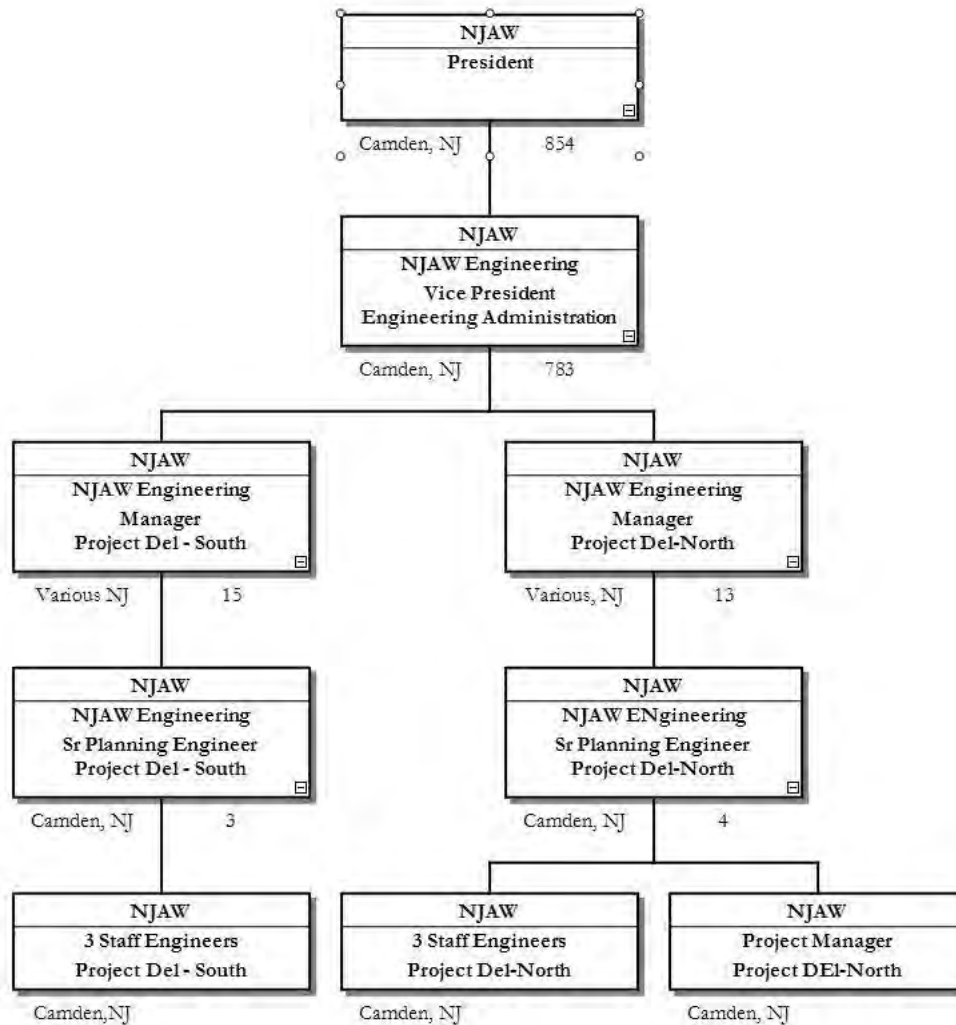 NJAW
President
Camden, NJ 854
NJAW
NJAW Engineering
Vice President
Engineering Administration
Camden, NJ 783
NJAW
NJAW Engineering
Manager
Project Del - South
Various NJ 15
NJAW
NJAW Engineering
Manager
Project Del-North
Various, NJ 13
NJAW
NJAW Engineering
Sr Planning Engineer
Project Del - South
Camden, NJ 3
NJAW
NJAW ENgineering
Sr Planning Engineer
Project Del-North
Camden, NJ 4
NJAW
3 Staff Engineers
Project Del - South
Camden,NJ
NJAW
3 Staff Engineers
Project Del-North
Camden, NJ
NJAW
Project Manager
Project DEl-North
Camden, NJ